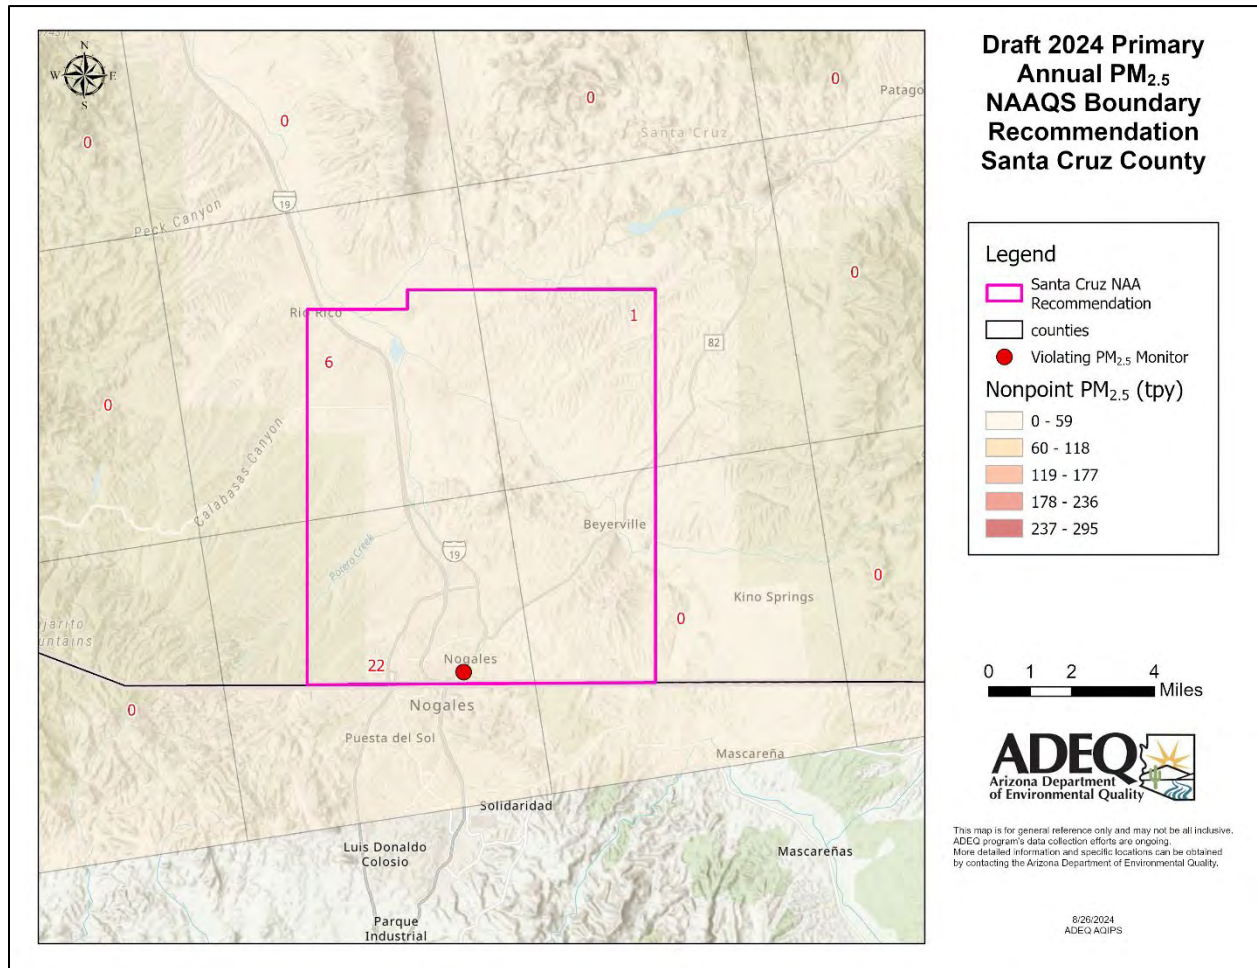 Draft 2024 Primary
Annual PM2.5
NAAQS Boundary
Recommendation
Santa Cruz County
N
W E
S
0
0
0
0
Patago
Santa Cruz
19
Peck Canyon
0
Rio Rico
1
82
6
0
Calabasas Canyon
Beyerville
Potero Creek
19
0
Kino Springs
0
22
Nogales
0
Nogales
Puesta del Sol
Mascareña
Solidaridad
Luis Donaldo
Colosio
Mascareñas
Parque
Industrial
Legend
Santa Cruz NAA
Recommendation
counties
Violating PM2.5 Monitor
Nonpoint PM2.5 (tpy)
0 - 59
60 - 118
119 - 177
178 - 236
237 - 295
0 1 2 4
Miles
ADEQ
Arizona Department
of Environmental Quality
This map is for general reference only and may not be all inclusive.
ADEQ program's data collection efforts are ongoing.
More detailed information and specific locations can be obtained
by contacting the Arizona Department of Environmental Quality.
8/26/2024
ADEQ AQIPS